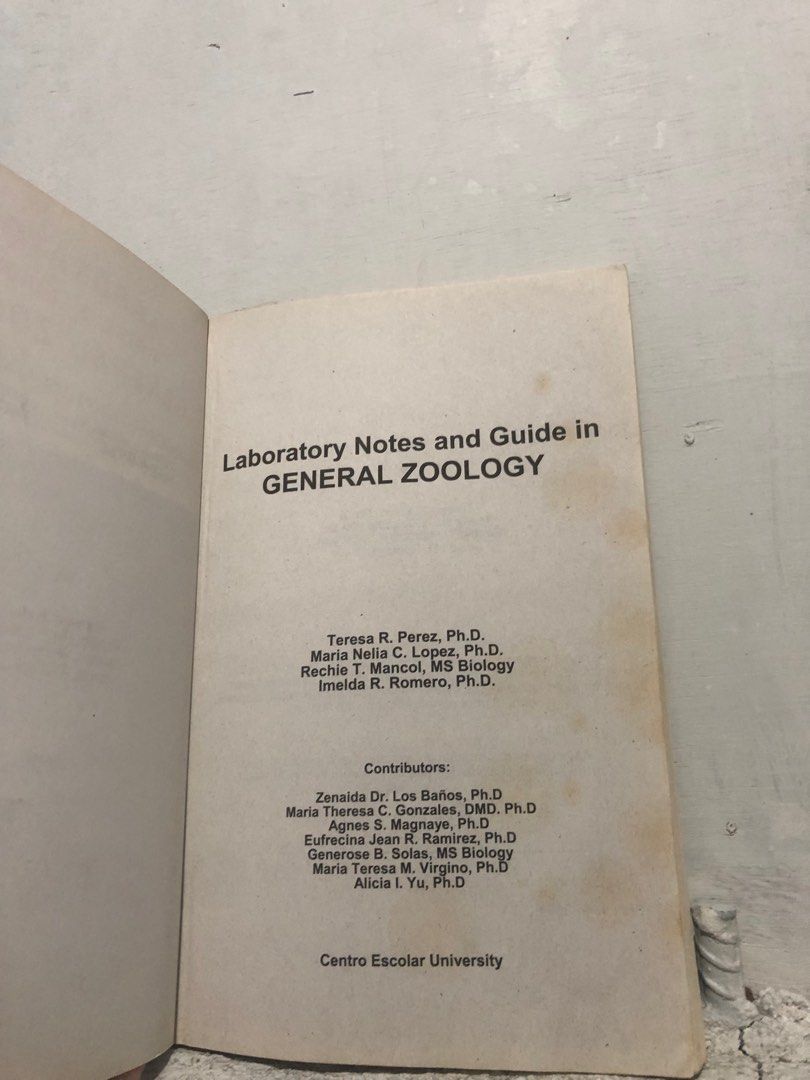 Laboratory Notes and Guide in
GENERAL ZOOLOGY
Teresa R. Perez, Ph.D.
Maria Nelia C. Lopez, Ph.D.
Rechie T. Mancol, MS Biology
Imelda R. Romero, Ph.D.
Contributors:
Zenaida Dr. Los Baños, Ph.D
Maria Theresa C. Gonzales, DMD. Ph.D
Agnes S. Magnaye, Ph.D
Eufrecina Jean R. Ramirez, Ph.D
Generose B. Solas, MS Biology
Maria Teresa M. Virgino, Ph.D
Alicia I. Yu, Ph.D
Centro Escolar University